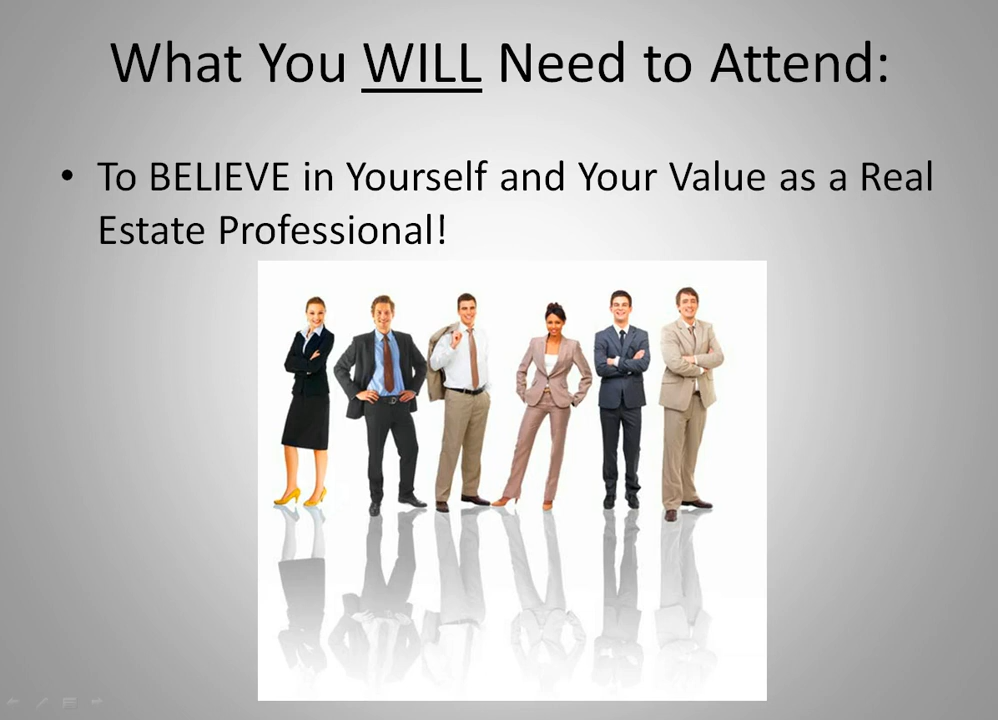 What You WILL Need to Attend:
• To BELIEVE in Yourself and Your Value as a Real
Estate Professional!